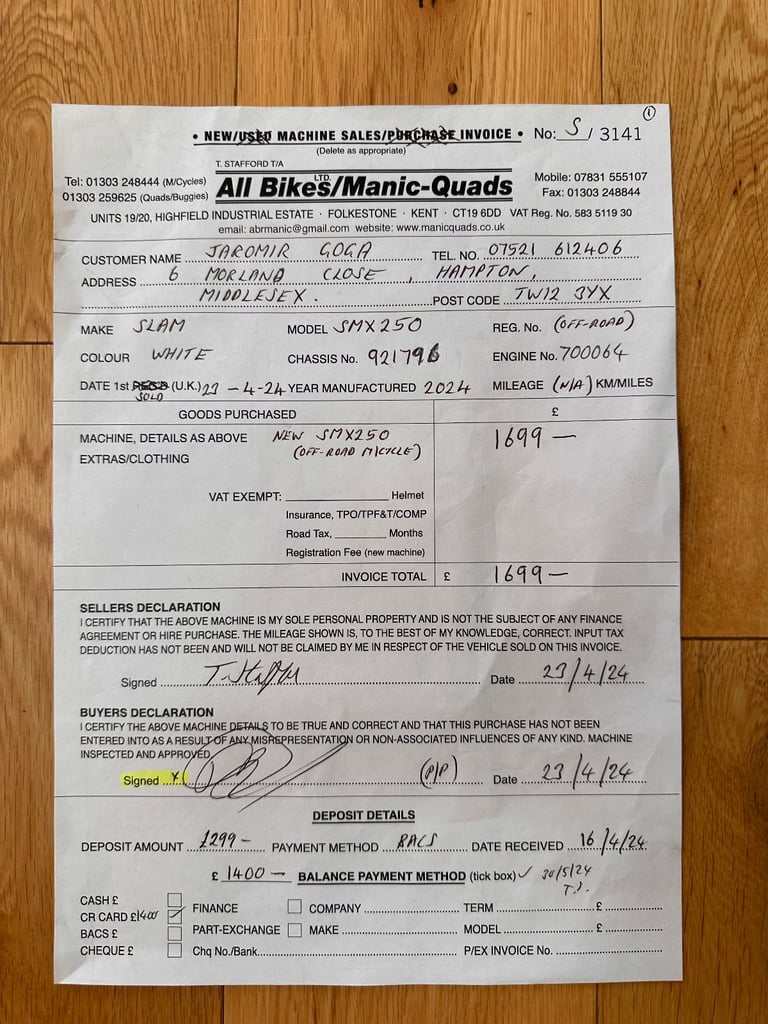 ①
• NEW/USED MACHINE SALES/PURCHASE INVOICE • No: S / 3141
(Delete as appropriate)
T. STAFFORD T/A
Tel: 01303 248444 (M/Cycles)
01303 259625 (Quads/Buggies)
All Bikes LTD. /Manic-Quads
Mobile: 07831 555107
Fax: 01303 248844
UNITS 19/20, HIGHFIELD INDUSTRIAL ESTATE · FOLKESTONE · KENT · CT19 6DD VAT Reg. No. 583 5119 30
email: abrmanic@gmail.com website: www.manicquads.co.uk
CUSTOMER NAME JAROMIR GOGA TEL. NO. 07521 612406
ADDRESS 6 MORLAND CLOSE, HAMPTON,
MIDDLESEX. POST CODE TW12 3YX
MAKE SLAM MODEL SMX250 REG. No. (OFF-ROAD)
COLOUR WHITE CHASSIS No. 921796 ENGINE No. 700064
DATE 1st REGD SOLD (U.K.) 23-4-24 YEAR MANUFACTURED 2024 MILEAGE (N/A) KM/MILES
GOODS PURCHASED £
MACHINE, DETAILS AS ABOVE NEW SMX250 1699 —
EXTRAS/CLOTHING (OFF-ROAD M/CYCLE)
VAT EXEMPT: Helmet
Insurance, TPO/TPF&T/COMP
Road Tax, Months
Registration Fee (new machine)
INVOICE TOTAL £ 1699 —
SELLERS DECLARATION
I CERTIFY THAT THE ABOVE MACHINE IS MY SOLE PERSONAL PROPERTY AND IS NOT THE SUBJECT OF ANY FINANCE
AGREEMENT OR HIRE PURCHASE. THE MILEAGE SHOWN IS, TO THE BEST OF MY KNOWLEDGE, CORRECT. INPUT TAX
DEDUCTION HAS NOT BEEN AND WILL NOT BE CLAIMED BY ME IN RESPECT OF THE VEHICLE SOLD ON THIS INVOICE.
Signed Date 23/4/24
BUYERS DECLARATION
I CERTIFY THE ABOVE MACHINE DETAILS TO BE TRUE AND CORRECT AND THAT THIS PURCHASE HAS NOT BEEN
ENTERED INTO AS A RESULT OF ANY MISREPRESENTATION OR NON-ASSOCIATED INFLUENCES OF ANY KIND. MACHINE
INSPECTED AND APPROVED.
Signed X (P/P) Date 23/4/24
DEPOSIT DETAILS
DEPOSIT AMOUNT £299 — PAYMENT METHOD BACS DATE RECEIVED 16/4/24
£ 1400 — BALANCE PAYMENT METHOD (tick box) ✓ 30/5/24
CASH £
CR CARD £1400 ✓ FINANCE COMPANY TERM £
BACS £ PART-EXCHANGE MAKE MODEL £
CHEQUE £ Chq No./Bank P/EX INVOICE No.